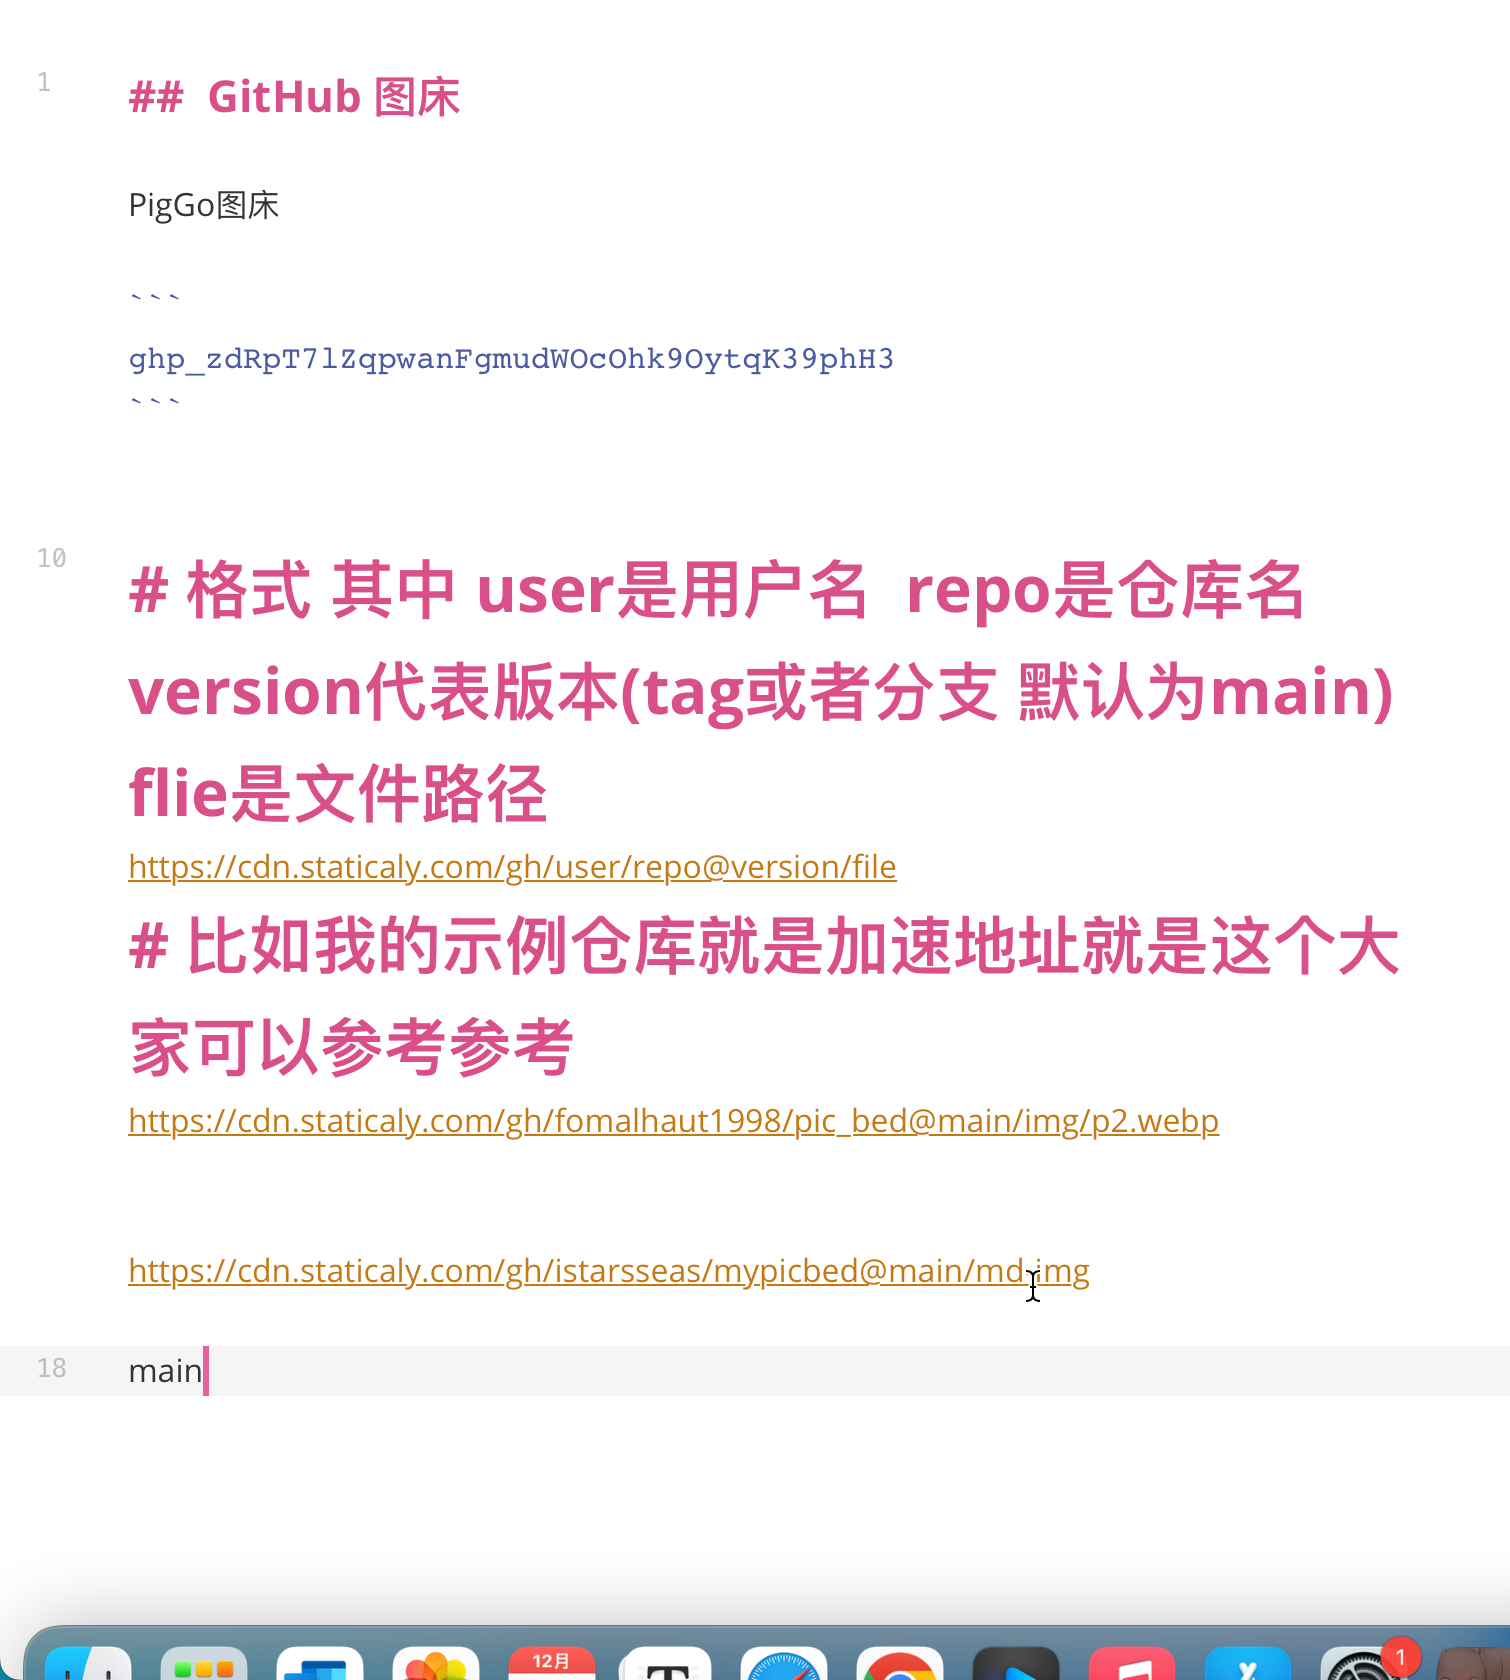 1
## GitHub 图床
PigGo图床
```
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
```
10
# 格式 其中 user是用户名 repo是仓库名
version代表版本(tag或者分支 默认为main)
flie是文件路径
https://cdn.staticaly.com/gh/user/repo@version/file
# 比如我的示例仓库就是加速地址就是这个大
家可以参考参考
https://cdn.staticaly.com/gh/fomalhaut1998/pic_bed@main/img/p2.webp
https://cdn.staticaly.com/gh/istarsseas/mypicbed@main/md-img
18
main
12月
T
1